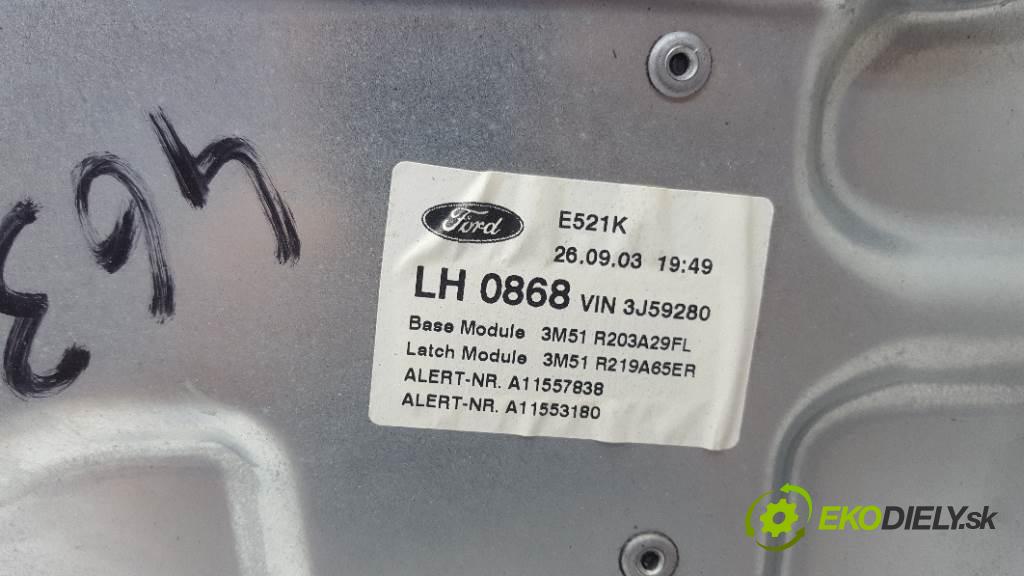 463
Ford
E521K
26.09.03 19:49
LH 0868 VIN 3J59280
Base Module 3M51 R203A29FL
Latch Module 3M51 R219A65ER
ALERT-NR. A11557838
ALERT-NR. A11553180
EKODIELY.sk